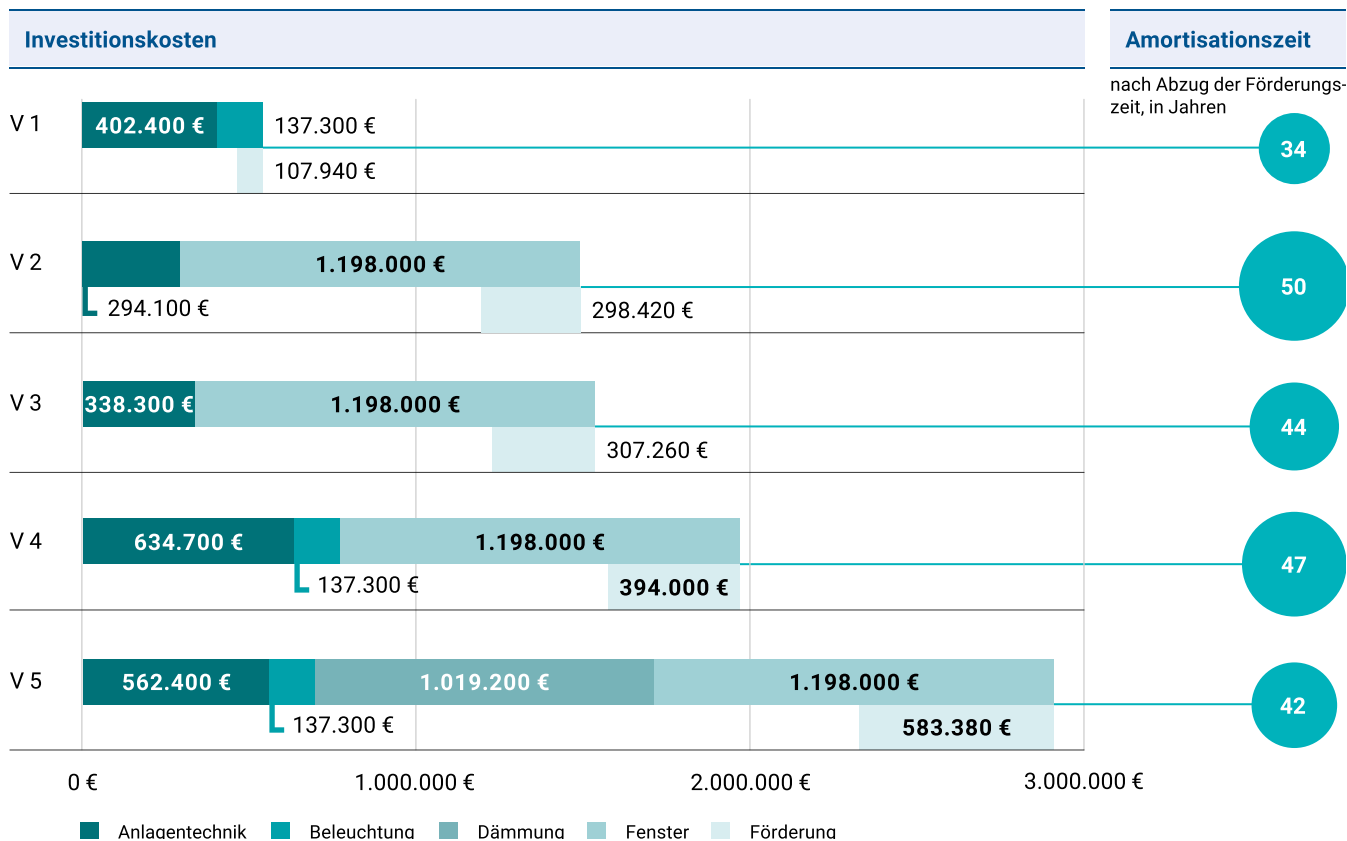 Investitionskosten
Amortisationszeit
nach Abzug der Förderungs-
zeit, in Jahren
V 1
402.400 €
137.300 €
107.940 €
34
V 2
1.198.000 €
294.100 €
298.420 €
50
V 3
338.300 €
1.198.000 €
307.260 €
44
V 4
634.700 €
1.198.000 €
137.300 €
394.000 €
47
V 5
562.400 €
1.019.200 €
1.198.000 €
137.300 €
583.380 €
42
0 €
1.000.000 €
2.000.000 €
3.000.000 €
Anlagentechnik
Beleuchtung
Dämmung
Fenster
Förderung